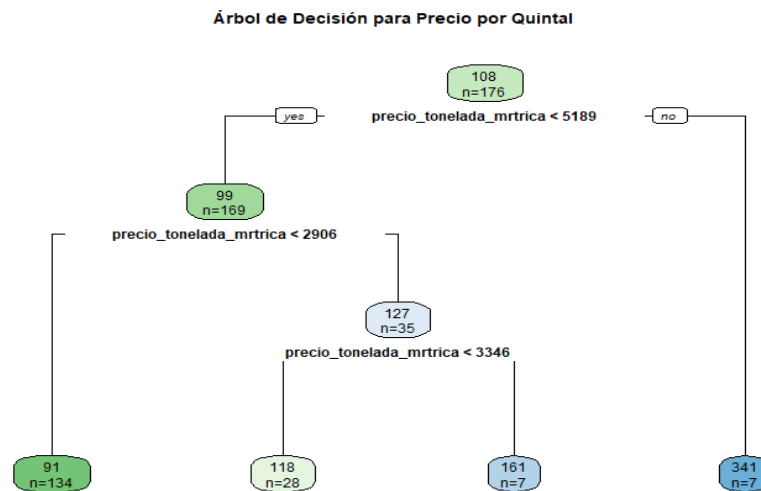 Árbol de Decisión para Precio por Quintal
108
n=176
yes
precio_tonelada_mrtrica < 5189
no
99
n=169
precio_tonelada_mrtrica < 2906
127
n=35
precio_tonelada_mrtrica < 3346
91
n=134
118
n=28
161
n=7
341
n=7